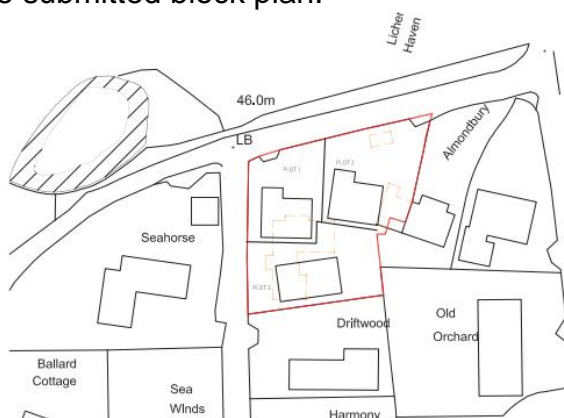 submitted block plan.
Licher
Haven
46.0m
LB
Almondbury
PLOT 1
PLOT 2
Seahorse
PLOT 3
Driftwood
Old
Orchard
Ballard
Cottage
Sea
WInds
Harmony